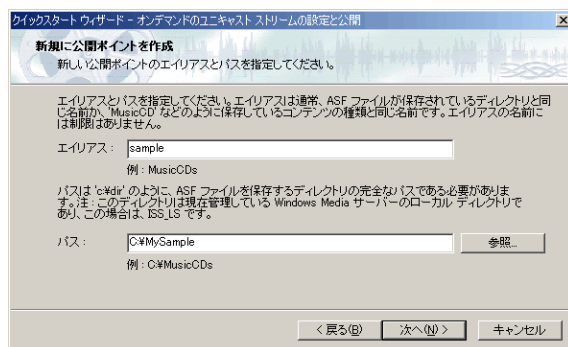 クイックスタート ウィザード - オンデマンドのユニキャスト ストリームの設定と公開
新規に公開ポイントを作成
新しい公開ポイントのエイリアスとパスを指定してください。
エイリアスとパスを指定してください。エイリアスは通常、ASF ファイルが保存されているディレクトリと同
じ名前か、'MusicCD' などのように保存しているコンテンツの種類と同じ名前です。エイリアスの名前に
は制限はありません。
エイリアス : sample
例 : MusicCDs
パスは 'c:¥dir' のように、ASF ファイルを保存するディレクトリの完全なパスである必要がありま
す。注 : このディレクトリは現在管理している Windows Media サーバーのローカル ディレクトリで
あり、この場合は、ISS_LS です。
パス : C:¥MySample 参照...
例 : C:¥MusicCDs
< 戻る(B) 次へ(N) > キャンセル